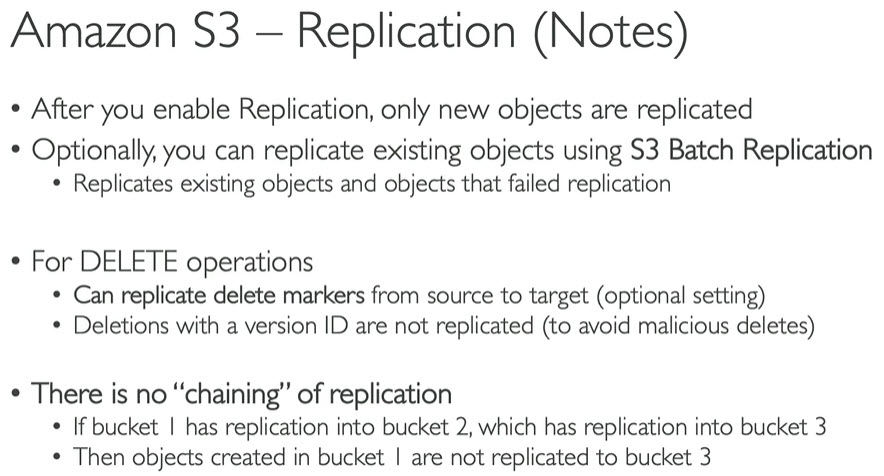 Amazon S3 – Replication (Notes)
• After you enable Replication, only new objects are replicated
• Optionally, you can replicate existing objects using S3 Batch Replication
• Replicates existing objects and objects that failed replication
• For DELETE operations
• Can replicate delete markers from source to target (optional setting)
• Deletions with a version ID are not replicated (to avoid malicious deletes)
• There is no “chaining” of replication
• If bucket 1 has replication into bucket 2, which has replication into bucket 3
• Then objects created in bucket 1 are not replicated to bucket 3